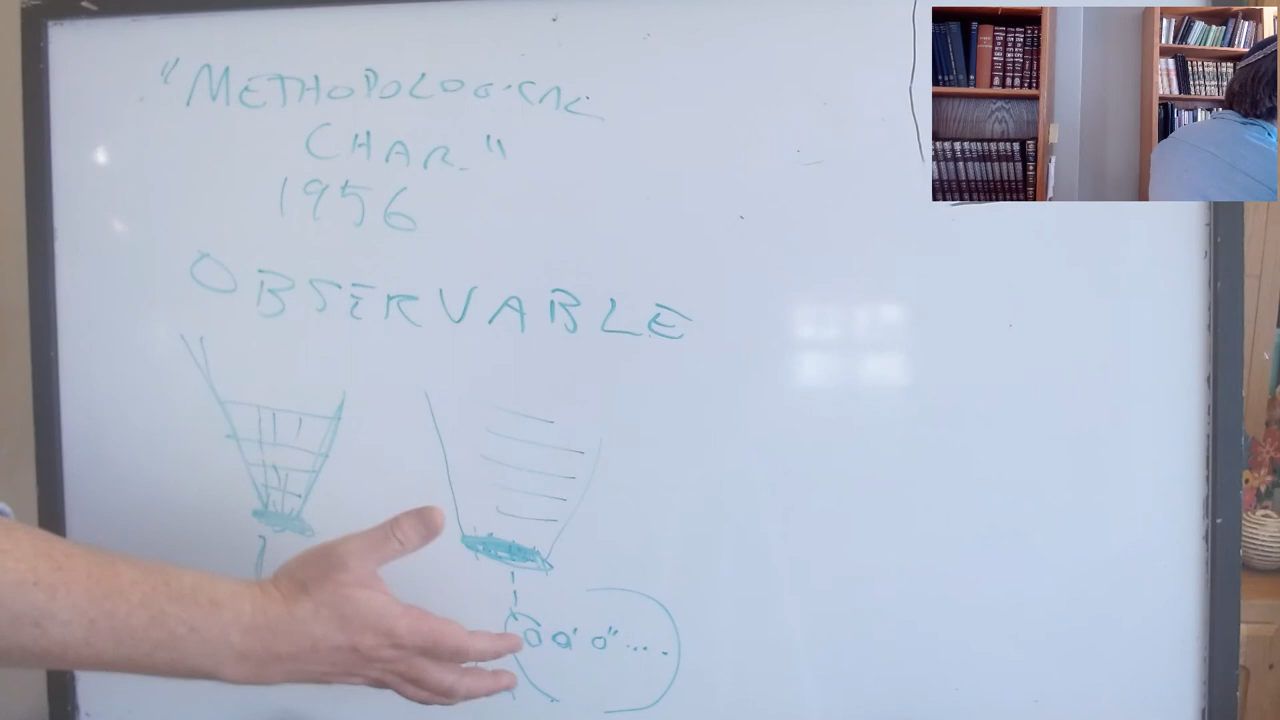 "METHODOLOGICAL
CHAR."
1956
OBSERVABLE
O O' O" ....